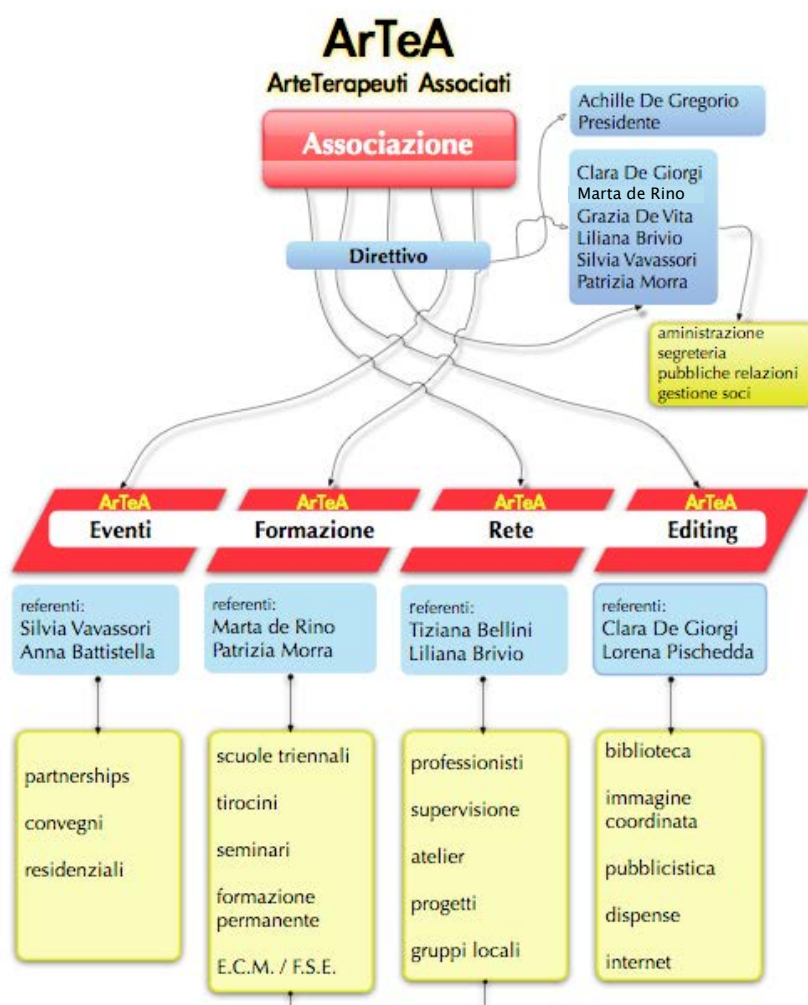 ArTeA
ArteTerapeuti Associati
Associazione
Achille De Gregorio
Presidente
Clara De Giorgi
Marta de Rino
Grazia De Vita
Liliana Brivio
Silvia Vavassori
Patrizia Morra
Direttivo
aministrazione
segreteria
pubbliche relazioni
gestione soci
ArTeA
Eventi
ArTeA
Formazione
ArTeA
Rete
ArTeA
Editing
referenti:
Silvia Vavassori
Anna Battistella
referenti:
Marta de Rino
Patrizia Morra
referenti:
Tiziana Bellini
Liliana Brivio
referenti:
Clara De Giorgi
Lorena Pischedda
partnerships
convegni
residenziali
scuole triennali
tirocini
seminari
formazione
permanente
E.C.M. / F.S.E.
professionisti
supervisione
atelier
progetti
gruppi locali
biblioteca
immagine
coordinata
pubblicistica
dispense
internet